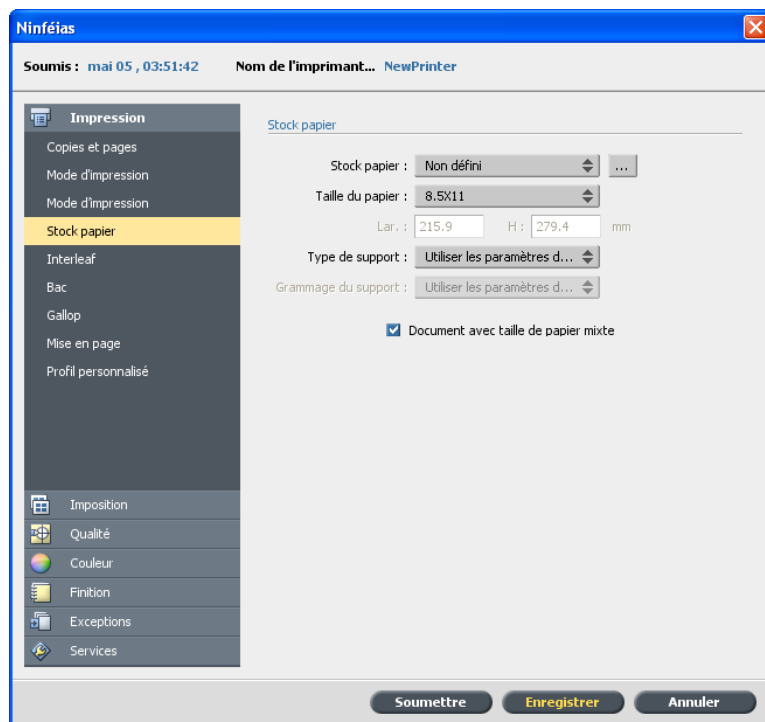 Ninféias
Soumis : mai 05 , 03:51:42 Nom de l'imprimant... NewPrinter
Impression
Copies et pages
Mode d'impression
Mode d'impression
Stock papier
Interleaf
Bac
Gallop
Mise en page
Profil personnalisé
Imposition
Qualité
Couleur
Finition
Exceptions
Services
Stock papier
Stock papier : Non défini ...
Taille du papier : 8.5X11
Lar. : 215.9 H : 279.4 mm
Type de support : Utiliser les paramètres d...
Grammage du support : Utiliser les paramètres d...
Document avec taille de papier mixte
Soumettre Enregistrer Annuler